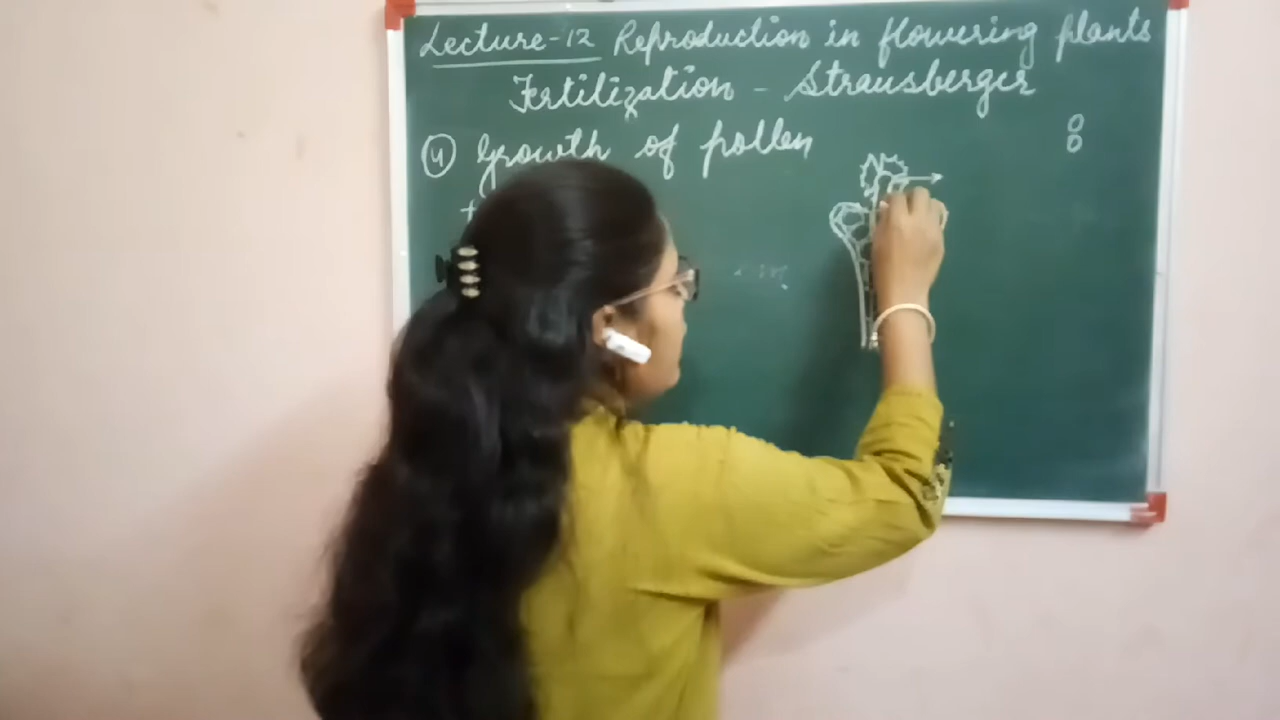 Lecture-12 Reproduction in flowering plants
Fertilization - Strausberger
4 Growth of pollen